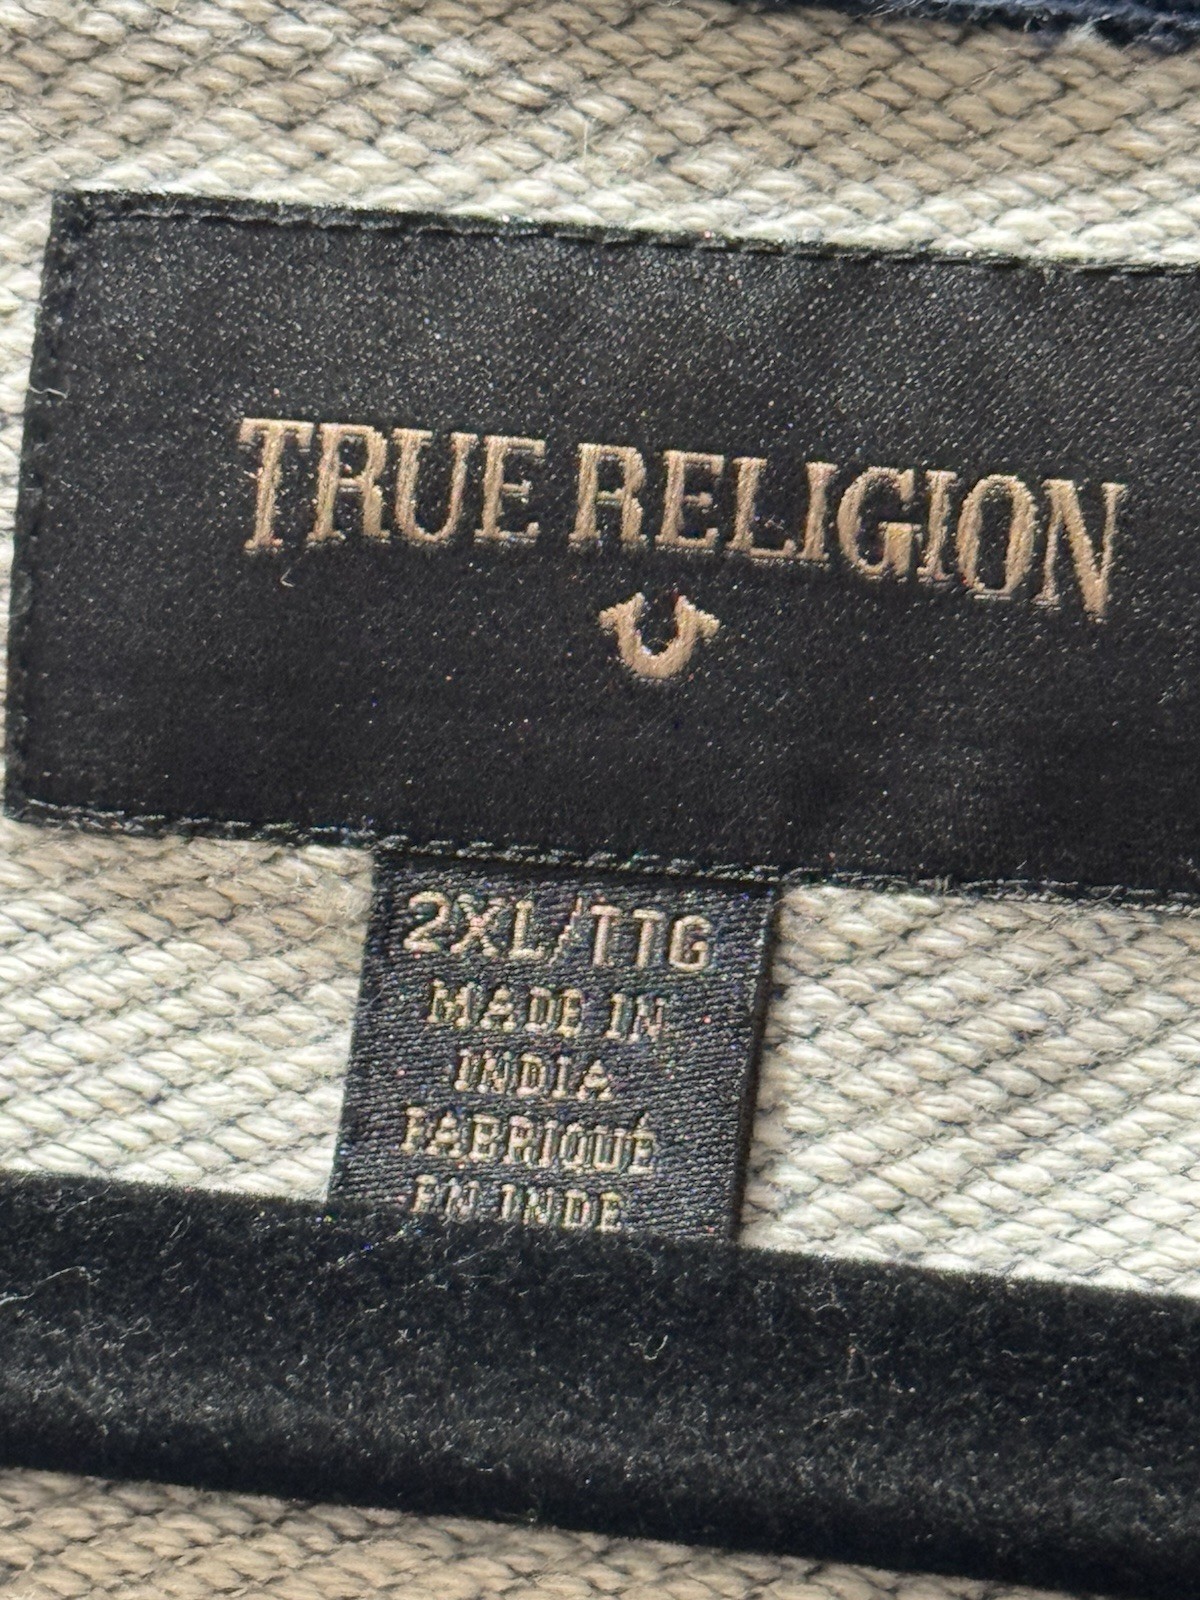 TRUE RELIGION
2XL/TTG
MADE IN
INDIA
FABRIQUÉ
EN INDE